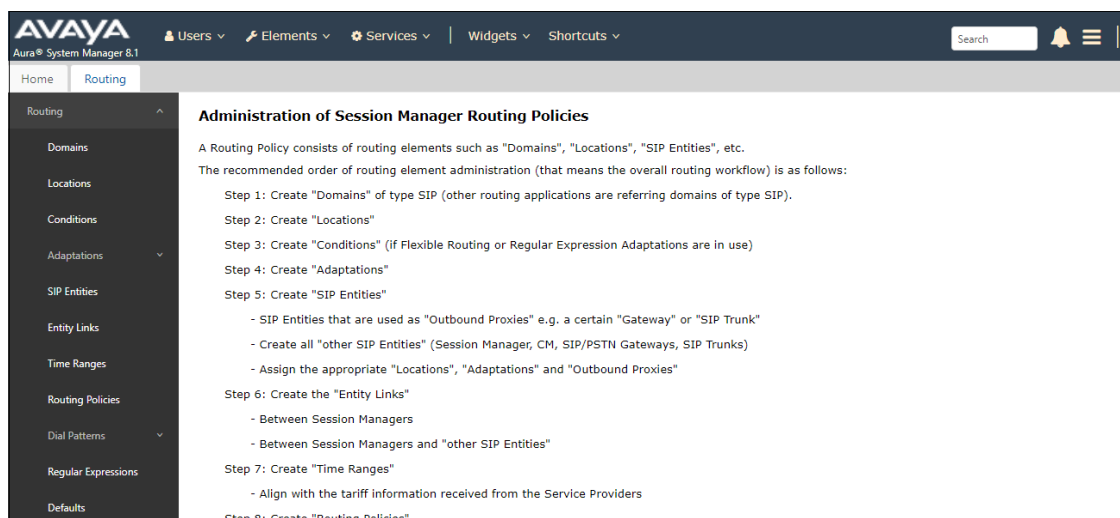 AVAYA
Aura® System Manager 8.1
Users Elements Services Widgets Shortcuts
Search
Home Routing
Routing
Domains
Locations
Conditions
Adaptations
SIP Entities
Entity Links
Time Ranges
Routing Policies
Dial Patterns
Regular Expressions
Defaults
Administration of Session Manager Routing Policies
A Routing Policy consists of routing elements such as "Domains", "Locations", "SIP Entities", etc.
The recommended order of routing element administration (that means the overall routing workflow) is as follows:
Step 1: Create "Domains" of type SIP (other routing applications are referring domains of type SIP).
Step 2: Create "Locations"
Step 3: Create "Conditions" (if Flexible Routing or Regular Expression Adaptations are in use)
Step 4: Create "Adaptations"
Step 5: Create "SIP Entities"
- SIP Entities that are used as "Outbound Proxies" e.g. a certain "Gateway" or "SIP Trunk"
- Create all "other SIP Entities" (Session Manager, CM, SIP/PSTN Gateways, SIP Trunks)
- Assign the appropriate "Locations", "Adaptations" and "Outbound Proxies"
Step 6: Create the "Entity Links"
- Between Session Managers
- Between Session Managers and "other SIP Entities"
Step 7: Create "Time Ranges"
- Align with the tariff information received from the Service Providers
Step 8: Create "Routing Policies"